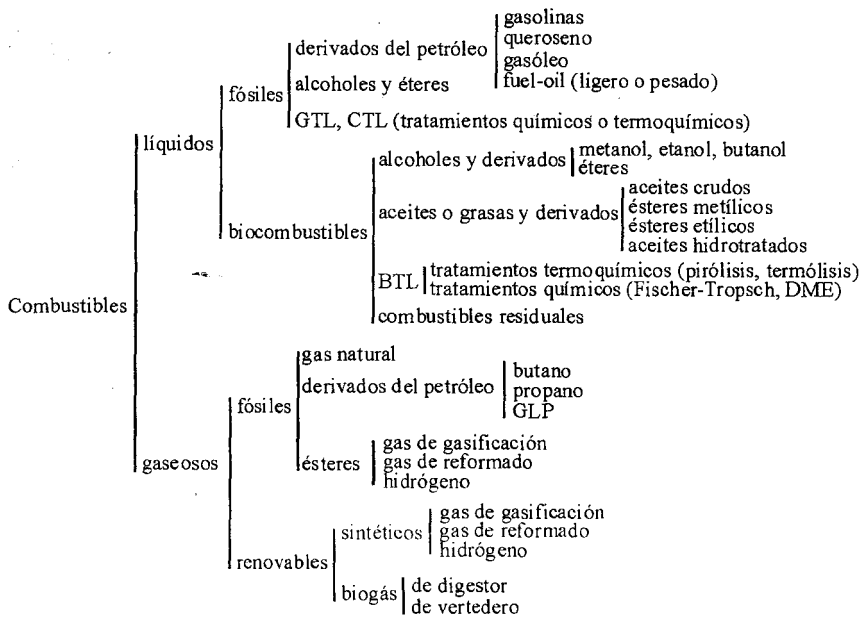 Combustibles
líquidos
fósiles
derivados del petróleo
gasolinas
queroseno
gasóleo
fuel-oil (ligero o pesado)
alcoholes y éteres
GTL, CTL (tratamientos químicos o termoquímicos)
biocombustibles
alcoholes y derivados
metanol, etanol, butanol
éteres
aceites o grasas y derivados
aceites crudos
ésteres metílicos
ésteres etílicos
aceites hidrotratados
BTL
tratamientos termoquímicos (pirólisis, termólisis)
tratamientos químicos (Fischer-Tropsch, DME)
combustibles residuales
gaseosos
fósiles
gas natural
derivados del petróleo
butano
propano
GLP
ésteres
gas de gasificación
gas de reformado
hidrógeno
renovables
sintéticos
gas de gasificación
gas de reformado
hidrógeno
biogás
de digestor
de vertedero